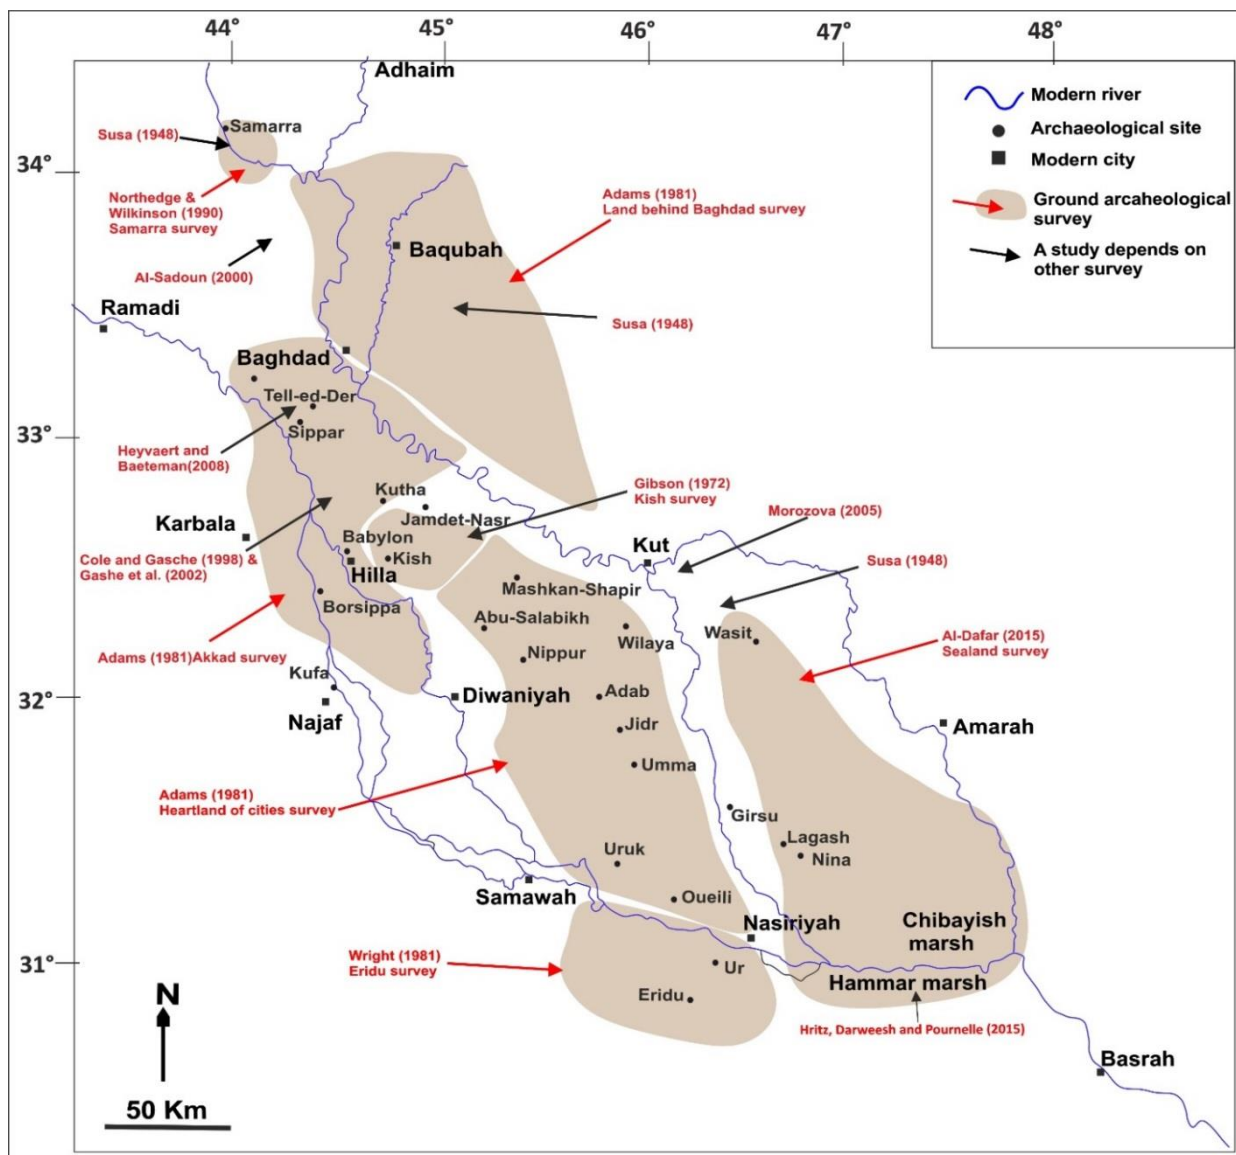 44°
45°
46°
47°
48°
Adhaim
Modern river
Archaeological site
Modern city
Ground arcaheological
survey
A study depends on
other survey
Samarra
Susa (1948)
34°
Northedge &
Wilkinson (1990)
Samarra survey
Adams (1981)
Land behind Baghdad survey
Baqubah
Al-Sadoun (2000)
Ramadi
Susa (1948)
Baghdad
Tell-ed-Der
Sippar
33°
Heyvaert and
Baeteman(2008)
Gibson (1972)
Kish survey
Kutha
Jamdet-Nasr
Morozova (2005)
Karbala
Babylon
Kish
Kut
Cole and Gasche (1998) &
Gashe et al. (2002)
Hilla
Susa (1948)
Mashkan-Shapir
Borsippa
Abu-Salabikh
Wilaya
Wasit
Al-Dafar (2015)
Sealand survey
Adams (1981)Akkad survey
Nippur
Kufa
32°
Najaf
Diwaniyah
Adab
Jidr
Amarah
Umma
Adams (1981)
Heartland of cities survey
Girsu
Lagash
Nina
Uruk
Samawah
Oueili
Nasiriyah
Chibayish
marsh
31°
Wright (1981)
Eridu survey
Ur
Eridu
Hammar marsh
N
Hritz, Darweesh and Pournelle (2015)
Basrah
50 Km